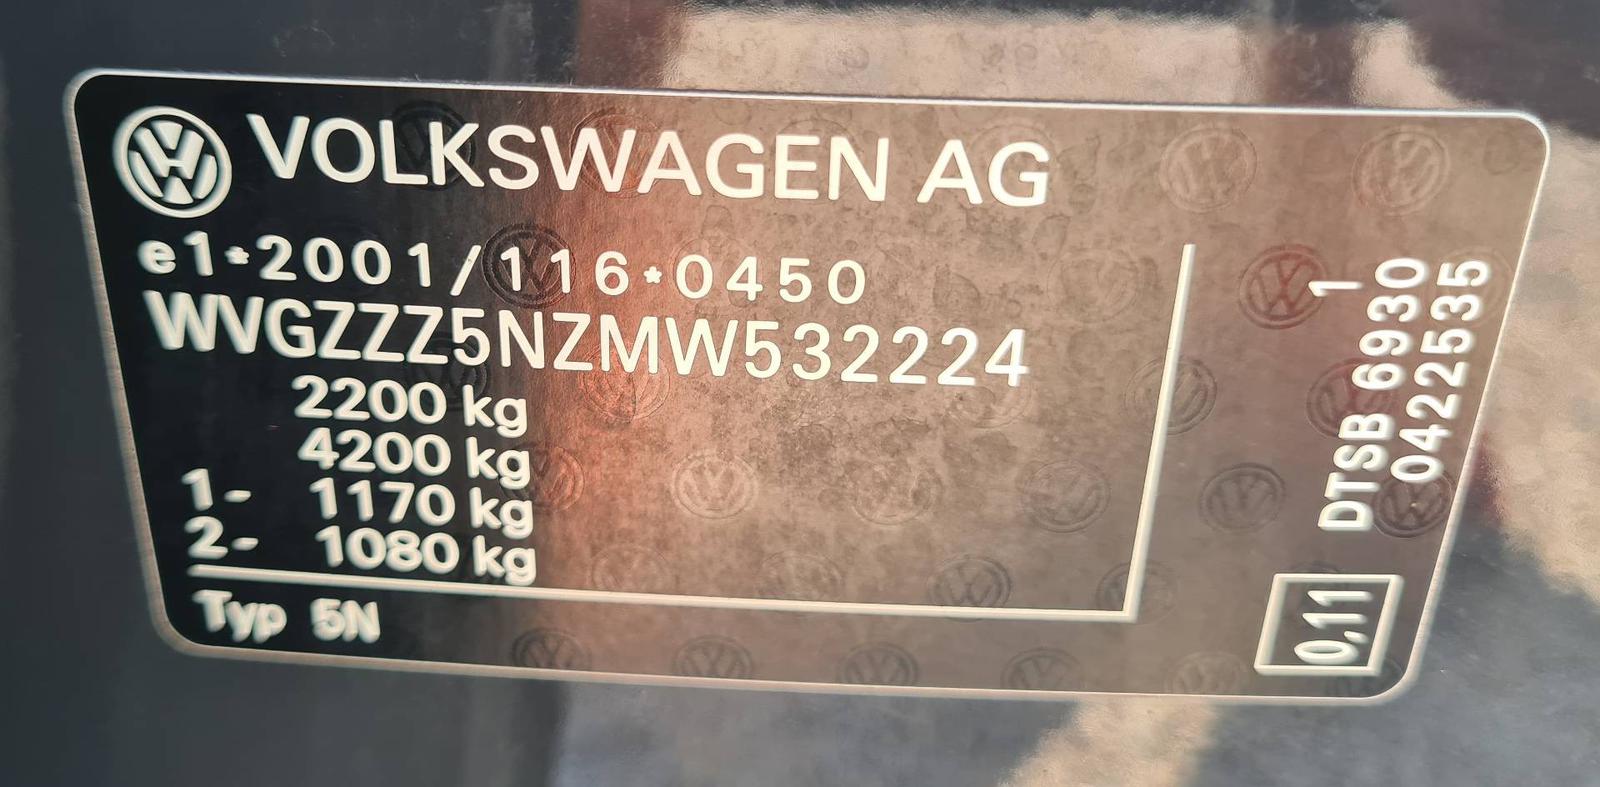 VOLKSWAGEN AG
e1*2001/116*0450
WVGZZZ5NZMW532224
2200 kg
4200 kg
1- 1170 kg
2- 1080 kg
Typ 5N
1
DTSB 6930
0422535
0,11